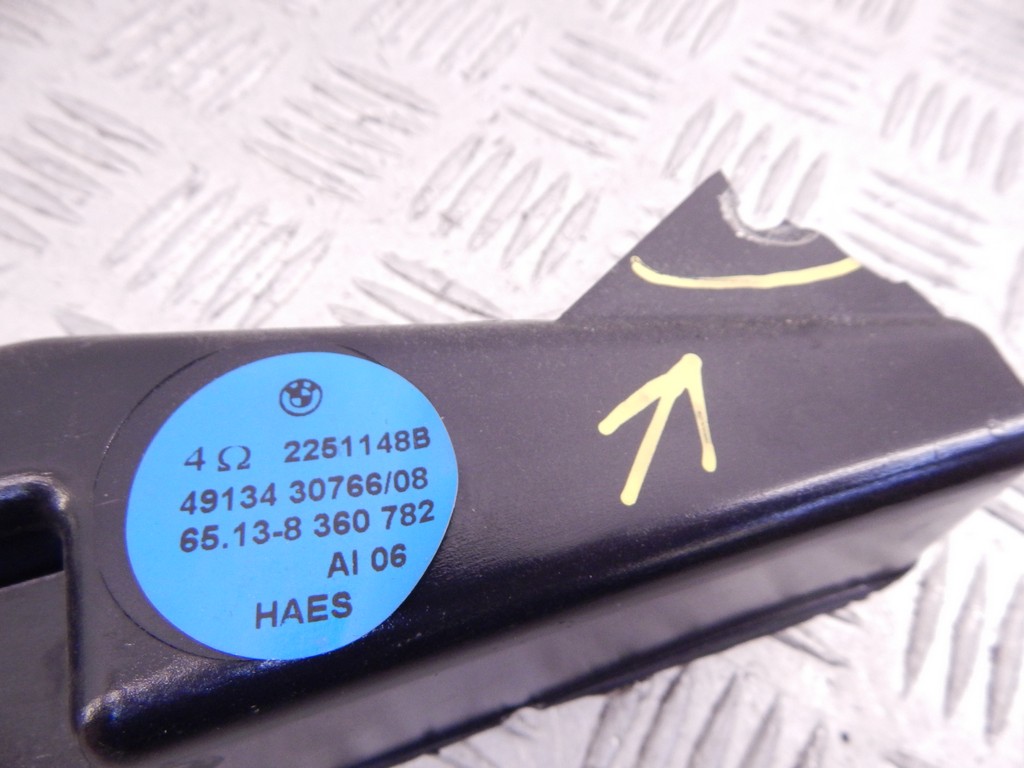 4 Ω 2251148B
49134 30766/08
65.13-8 360 782
AI 06
HAES